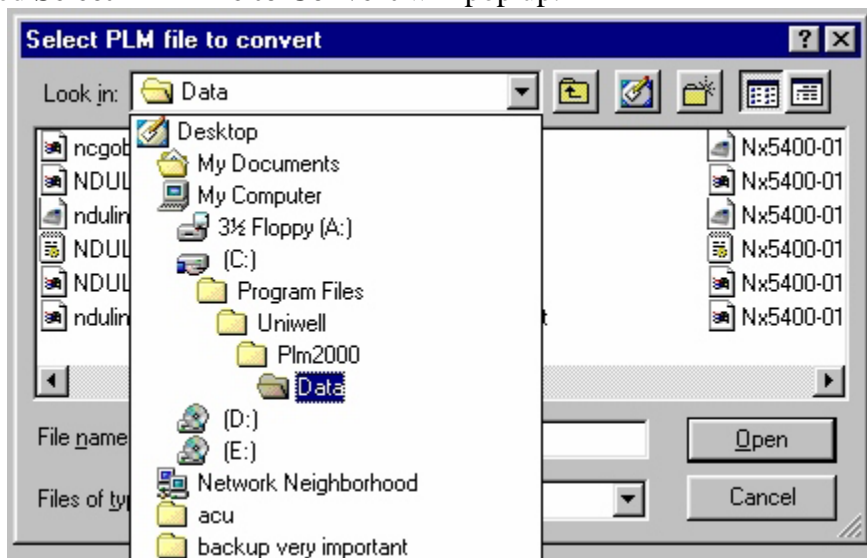 Select PLM file to convert
Look in: Data
Desktop
My Documents
My Computer
3½ Floppy (A:)
(C:)
Program Files
Uniwell
Plm2000
Data
(D:)
(E:)
Network Neighborhood
acu
backup very important
ncgob
NDUL
ndulin
NDUL
NDUL
ndulin
t
Nx5400-01
Nx5400-01
Nx5400-01
Nx5400-01
Nx5400-01
Nx5400-01
File name
Open
Files of ty
Cancel